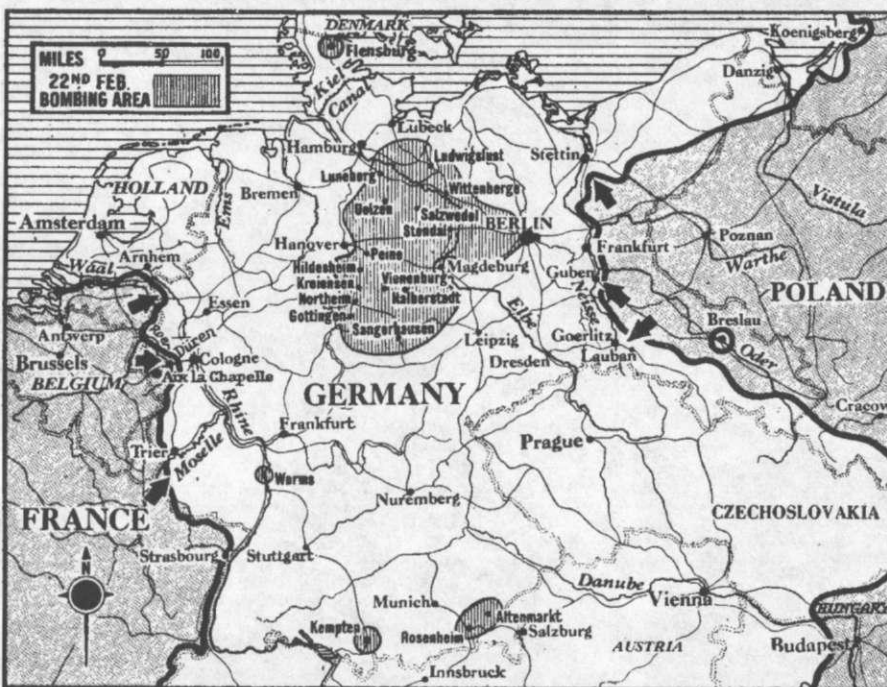 DENMARK
Flensburg
Koenigsberg
MILES 0 50 100
22ND FEB.
BOMBING AREA
Kiel
Canal
Danzig
Lübeck
Hamburg
Ludwigslust
Stettin
Luneberg
HOLLAND
Bremen
Wittenberge
Ems
Uelzen
Salzwedel
Vistula
Amsterdam
Stendal
BERLIN
Hanover
Frankfurt
Poznan
Arnhem
Peine
Waal
Hildesheim
Magdeburg
Warthe
Kreiensen
Vienenburg
Guben
Northeim
Halberstadt
Neisse
POLAND
Essen
Elbe
Gottingen
Antwerp
Sangerhausen
Breslau
Roer
Düren
Leipzig
Goerlitz
Oder
Brussels
Cologne
Lauban
Dresden
BELGIUM
Aix la Chapelle
GERMANY
Cracow
Rhine
Frankfurt
Prague
Trier
Moselle
Worms
Nuremberg
CZECHOSLOVAKIA
FRANCE
Strasbourg
Stuttgart
N
Danube
Munich
Vienna
Altenmarkt
HUNGARY
Kempten
Rosenheim
Salzburg
AUSTRIA
Budapest
Innsbruck